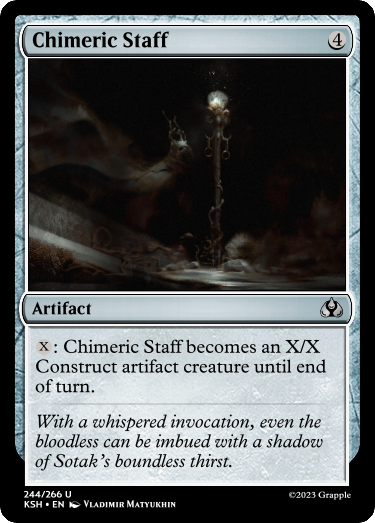 Chimeric Staff 4
Artifact
X: Chimeric Staff becomes an X/X
Construct artifact creature until end
of turn.
With a whispered invocation, even the
bloodless can be imbued with a shadow
of Sotak's boundless thirst.
244/266 U
KSH • EN Vladimir Matyukhin
©2023 Grapple